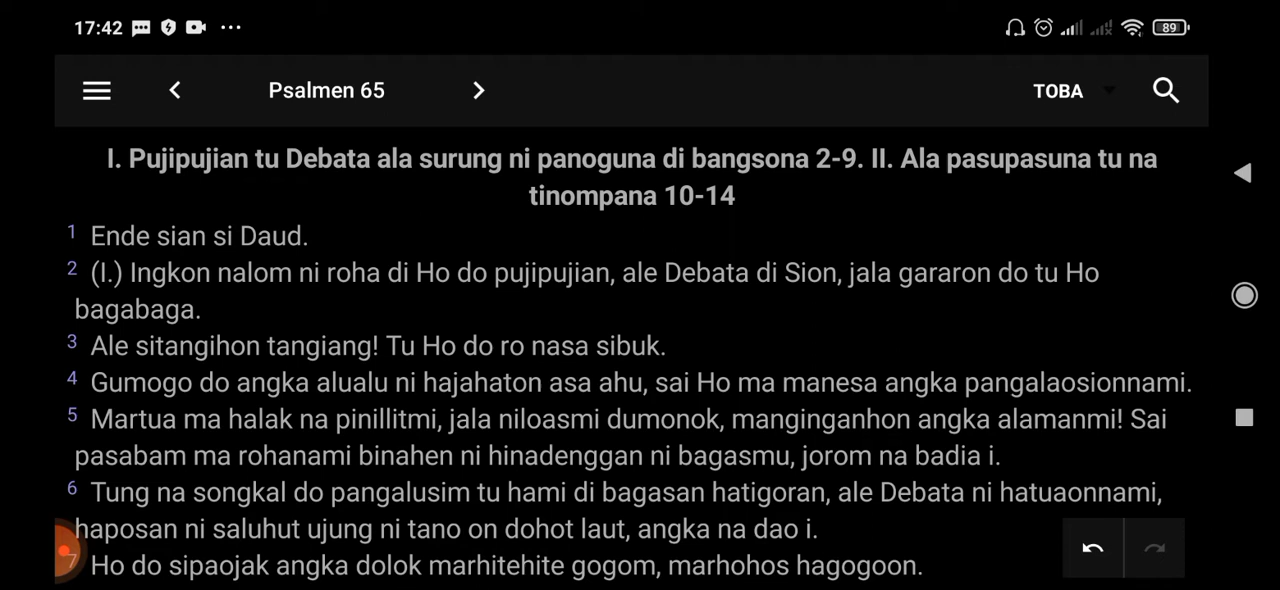 17:42
89
Psalmen 65
TOBA
I. Pujipujian tu Debata ala surung ni panoguna di bangsona 2-9. II. Ala pasupasuna tu na
tinompana 10-14
1 Ende sian si Daud.
2 (I.) Ingkon nalom ni roha di Ho do pujipujian, ale Debata di Sion, jala gararon do tu Ho
bagabaga.
3 Ale sitangihon tangiang! Tu Ho do ro nasa sibuk.
4 Gumogo do angka alualu ni hajahaton asa ahu, sai Ho ma manesa angka pangalaosionnami.
5 Martua ma halak na pinillitmi, jala niloasmi dumonok, manginganhon angka alamanmi! Sai
pasabam ma rohanami binahen ni hinadenggan ni bagasmu, jorom na badia i.
6 Tung na songkal do pangalusim tu hami di bagasan hatigoran, ale Debata ni hatuaonnami,
haposan ni saluhut ujung ni tano on dohot laut, angka na dao i.
7 Ho do sipaojak angka dolok marhitehite gogom, marhohos hagogoon.